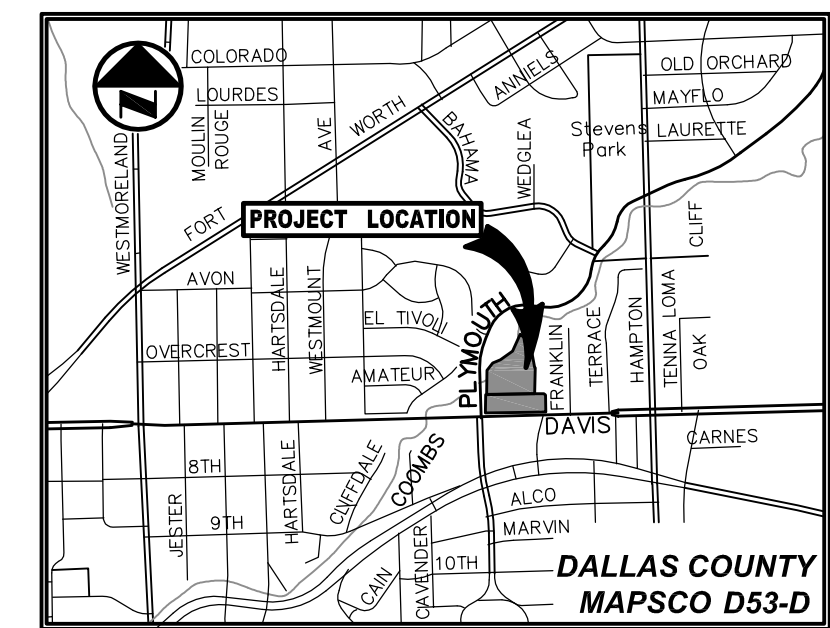 COLORADO
LOURDES
MOULIN
ROUGE
AVE
WORTH
FORT
WESTMORELAND
BAHAMA
ANNIELS
WEDGLEA
Stevens
Park
OLD ORCHARD
MAYFLO
LAURETTE
CLIFF
N
PROJECT LOCATION
AVON
HARTSDALE
WESTMOUNT
EL TIVOLI
OVERCREST
AMATEUR
PLYMOUTH
FRANKLIN
TERRACE
HAMPTON
TENNA LOMA
OAK
DAVIS
CARNES
8TH
9TH
JESTER
HARTSDALE
CLIFFDALE
COOMBS
ALCO
MARVIN
10TH
CAIN
CAVENDER
DALLAS COUNTY
MAPSCO D53-D